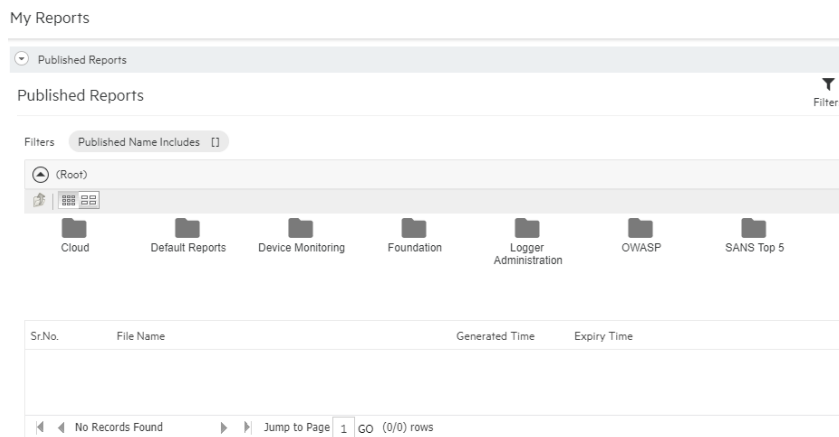 My Reports
Published Reports
Published Reports
Filter
Filters Published Name Includes []
(Root)
Cloud Default Reports Device Monitoring Foundation Logger Administration OWASP SANS Top 5
Sr.No. File Name Generated Time Expiry Time
No Records Found Jump to Page 1 GO (0/0) rows